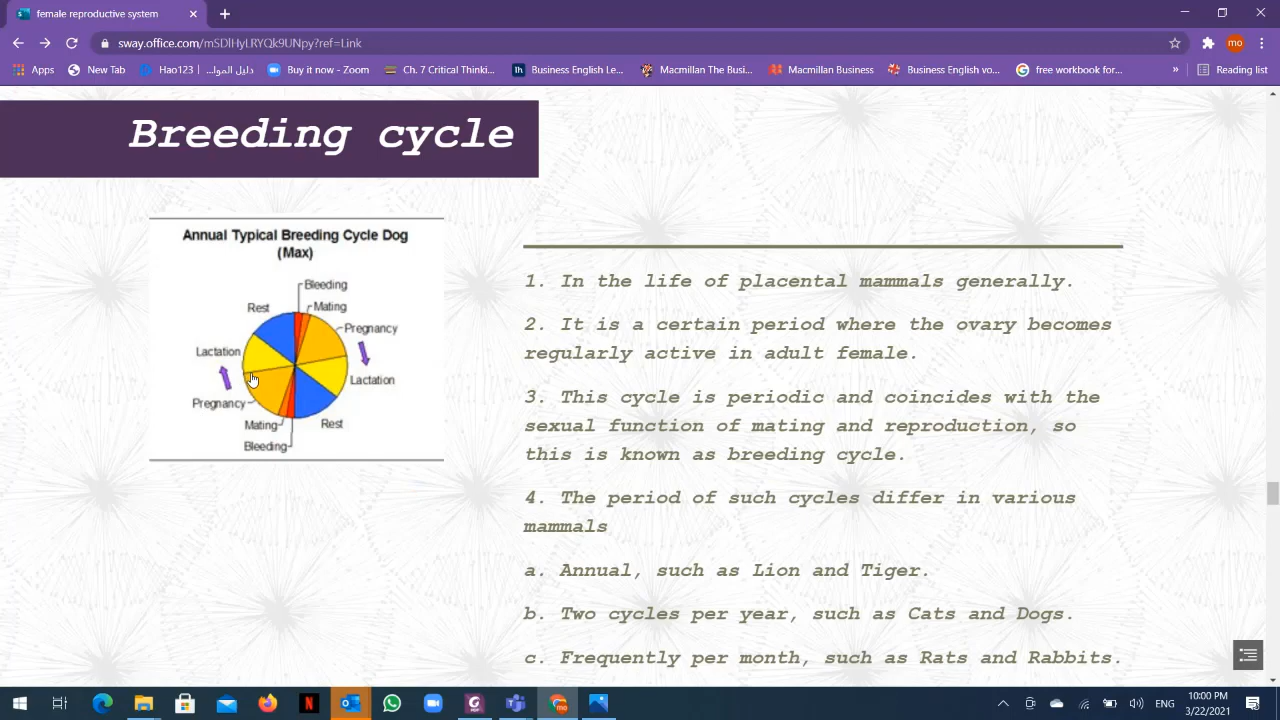 female reproductive system
sway.office.com/mSDlHyLRYQk9UNpy?ref=Link
mo
Apps
New Tab
Hao123
دليل الموا...
Buy it now - Zoom
Ch. 7 Critical Thinki...
Business English Le...
Macmillan The Busi...
Macmillan Business
Business English vo...
free workbook for...
»
Reading list
Breeding cycle
Annual Typical Breeding Cycle Dog
(Max)
Bleeding
Mating
Rest
Pregnancy
Lactation
Lactation
Pregnancy
Rest
Mating
Bleeding
1. In the life of placental mammals generally.
2. It is a certain period where the ovary becomes
regularly active in adult female.
3. This cycle is periodic and coincides with the
sexual function of mating and reproduction, so
this is known as breeding cycle.
4. The period of such cycles differ in various
mammals
a. Annual, such as Lion and Tiger.
b. Two cycles per year, such as Cats and Dogs.
c. Frequently per month, such as Rats and Rabbits.
ENG
10:00 PM
3/22/2021